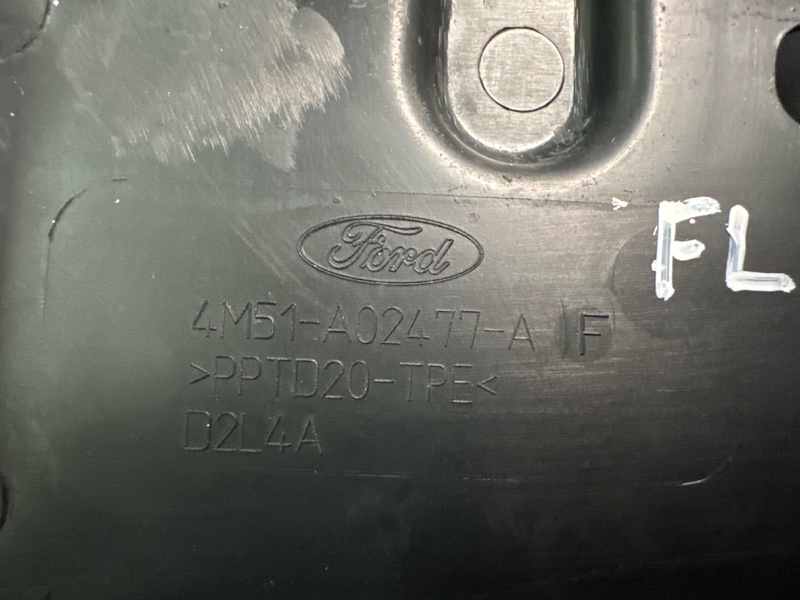 Ford
FL
4M51-A02477-A F
>PPTD20-TPE<
D2L4A